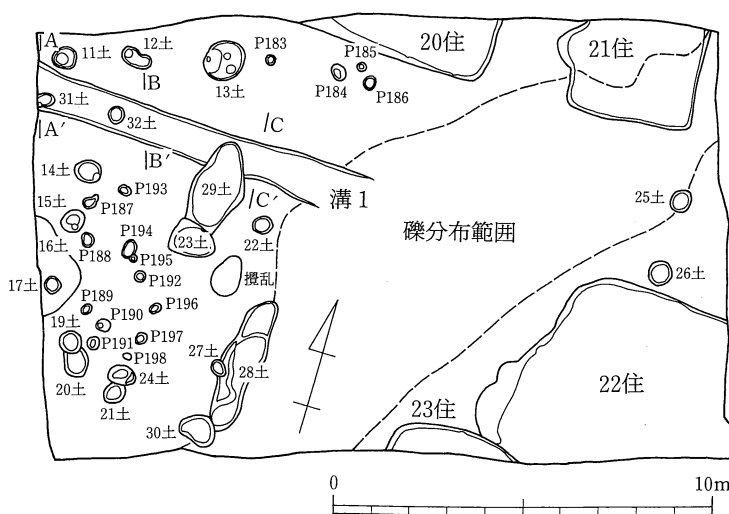 A
11土
12土
B
13土
P183
P184
P185
P186
20住
21住
31土
A'
32土
B'
C
14土
P193
15土
P187
29土
C'
溝1
16土
P188
P194
P195
23土
22土
礫分布範囲
25土
17土
P192
攪乱
26土
P189
P190
P196
19土
P191
P197
P198
27土
28土
20土
24土
21土
30土
23住
22住
0
10m